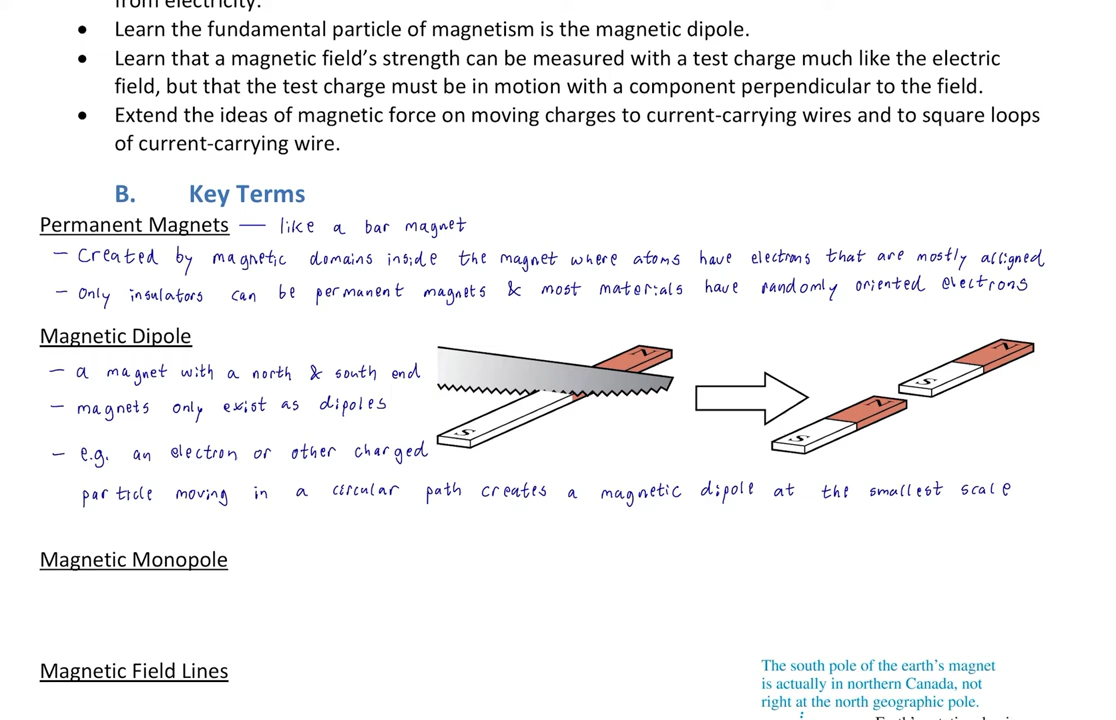 from electricity.
• Learn the fundamental particle of magnetism is the magnetic dipole.
• Learn that a magnetic field's strength can be measured with a test charge much like the electric
field, but that the test charge must be in motion with a component perpendicular to the field.
• Extend the ideas of magnetic force on moving charges to current-carrying wires and to square loops
of current-carrying wire.
B. Key Terms
Permanent Magnets — like a bar magnet
- Created by magnetic domains inside the magnet where atoms have electrons that are mostly alligned
- Only insulators can be permanent magnets & most materials have randomly oriented electrons
Magnetic Dipole
- a magnet with a north & south end
- magnets only exist as dipoles
- e.g. an electron or other charged
particle moving in a circular path creates a magnetic dipole at the smallest scale
N
S
N
S
N
S
Magnetic Monopole
Magnetic Field Lines
The south pole of the earth's magnet
is actually in northern Canada, not
right at the north geographic pole.